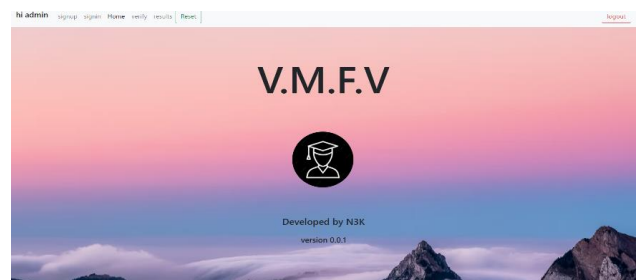 hi admin signup signin Home verify results Reset logout
V.M.F.V
Developed by N3K
version 0.0.1